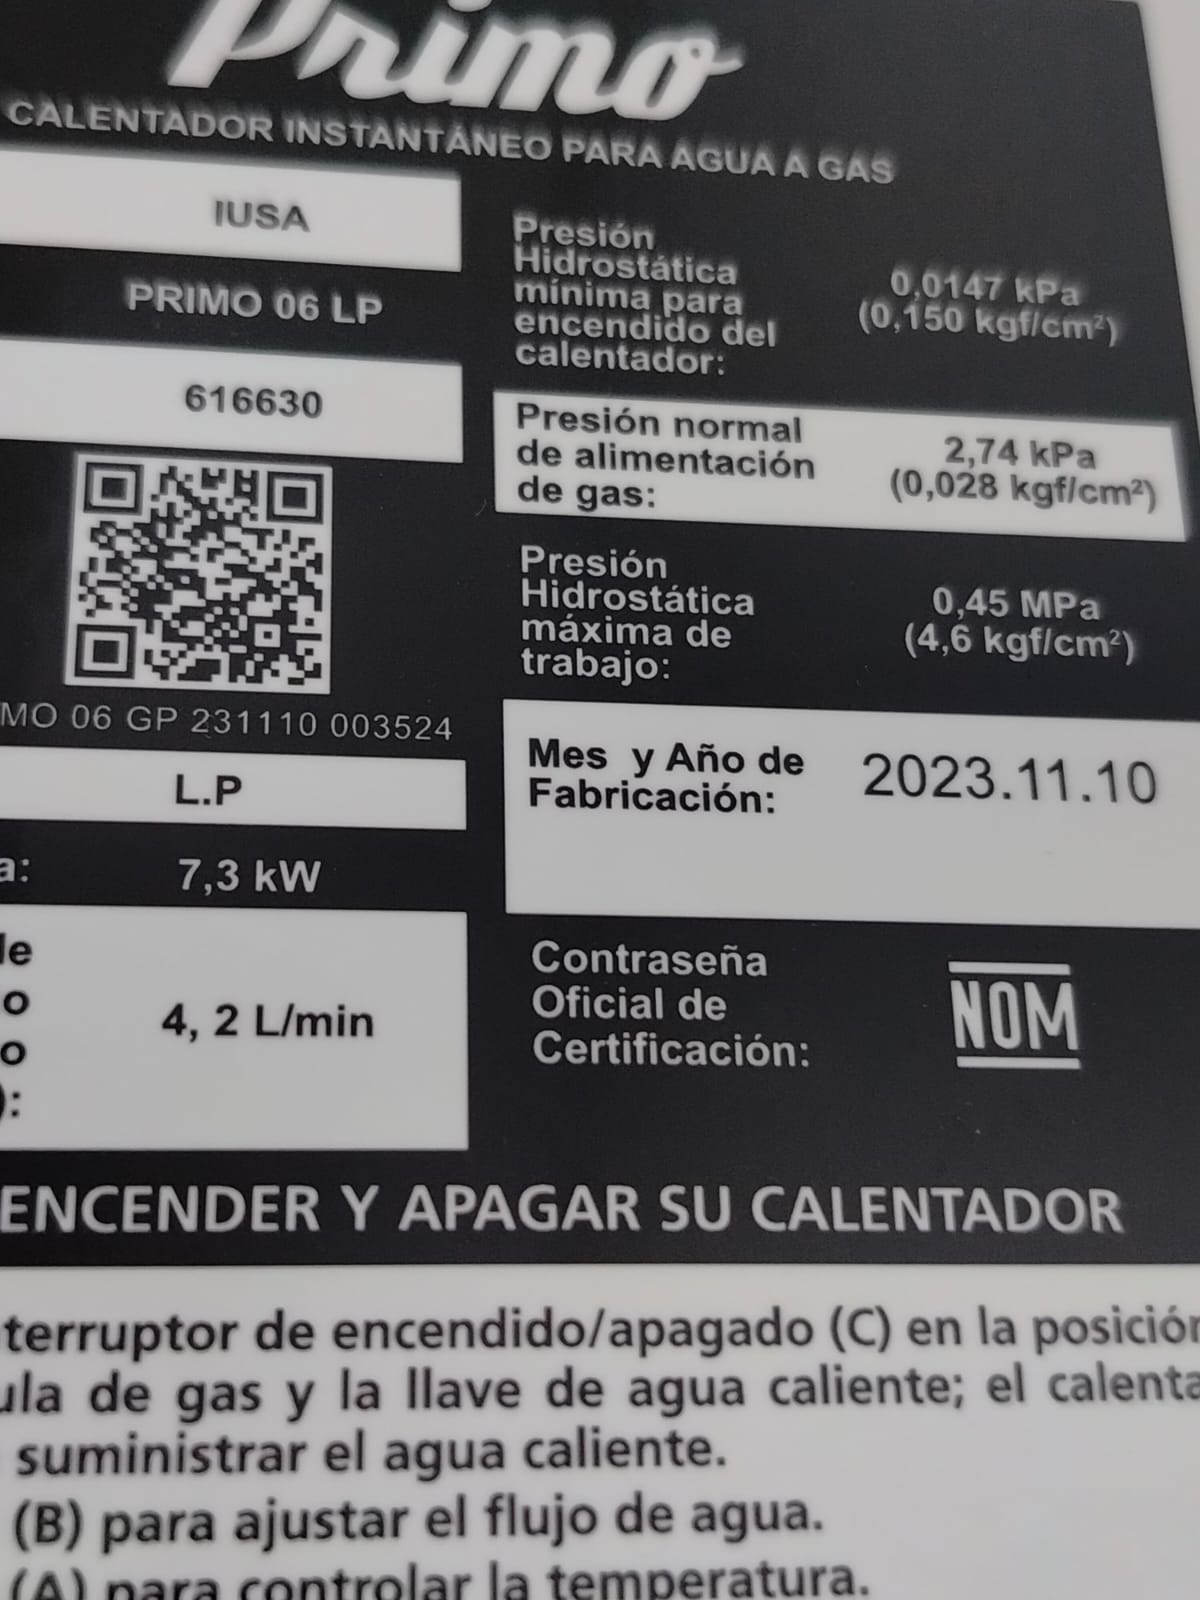 Primo
CALENTADOR INSTANTÁNEO PARA AGUA A GAS
IUSA
PRIMO 06 LP
616630
MO 06 GP 231110 003524
L.P
a: 7,3 kW
le
o
o
):
4, 2 L/min
Presión
Hidrostática
mínima para
encendido del
calentador:
0,0147 kPa
(0,150 kgf/cm²)
Presión normal
de alimentación
de gas:
2,74 kPa
(0,028 kgf/cm²)
Presión
Hidrostática
máxima de
trabajo:
0,45 MPa
(4,6 kgf/cm²)
Mes y Año de
Fabricación:
2023.11.10
Contraseña
Oficial de
Certificación:
NOM
ENCENDER Y APAGAR SU CALENTADOR
terruptor de encendido/apagado (C) en la posición
ula de gas y la llave de agua caliente; el calenta
suministrar el agua caliente.
(B) para ajustar el flujo de agua.
(A) para controlar la temperatura.